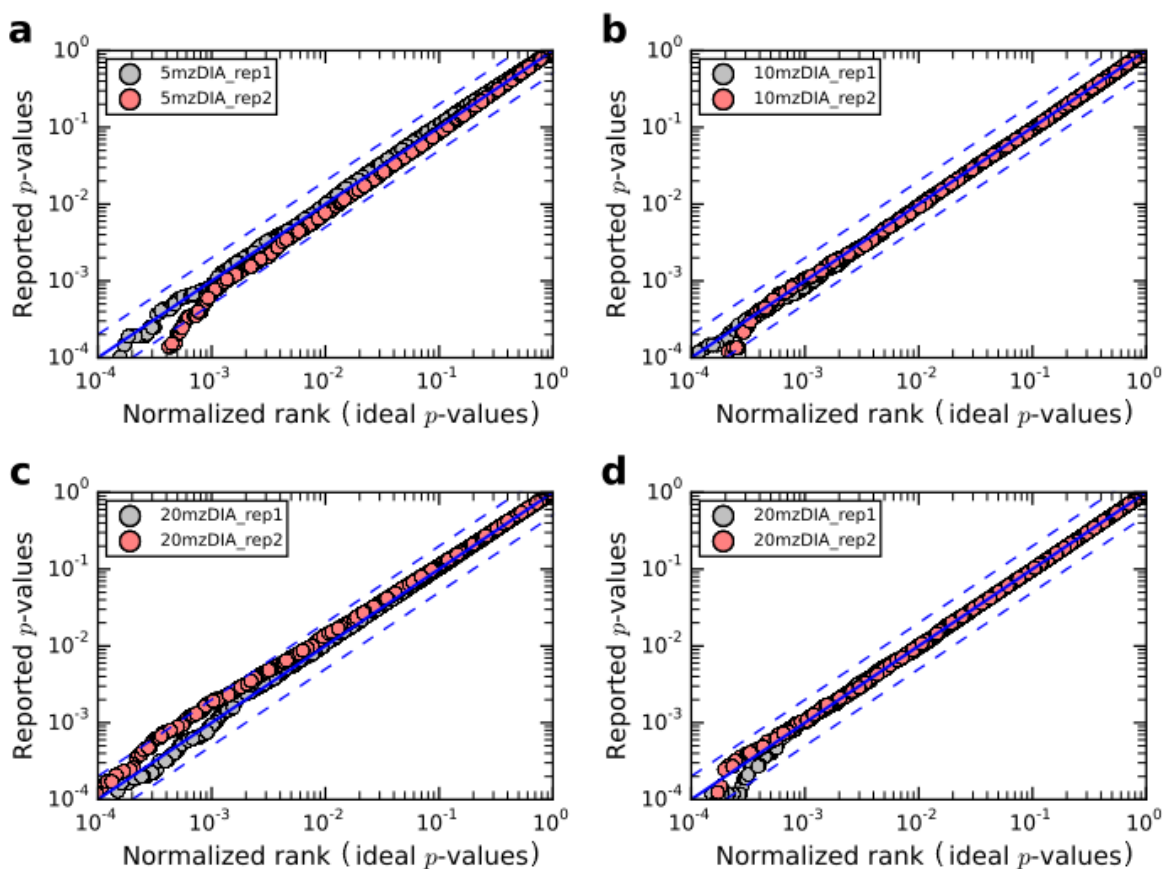 a
10^0
10^-1
10^-2
10^-3
10^-4
Reported p-values
5mzDIA_rep1
5mzDIA_rep2
10^-4 10^-3 10^-2 10^-1 10^0
Normalized rank (ideal p-values)
b
10^0
10^-1
10^-2
10^-3
10^-4
Reported p-values
10mzDIA_rep1
10mzDIA_rep2
10^-4 10^-3 10^-2 10^-1 10^0
Normalized rank (ideal p-values)
c
10^0
10^-1
10^-2
10^-3
10^-4
Reported p-values
20mzDIA_rep1
20mzDIA_rep2
10^-4 10^-3 10^-2 10^-1 10^0
Normalized rank (ideal p-values)
d
10^0
10^-1
10^-2
10^-3
10^-4
Reported p-values
20mzDIA_rep1
20mzDIA_rep2
10^-4 10^-3 10^-2 10^-1 10^0
Normalized rank (ideal p-values)